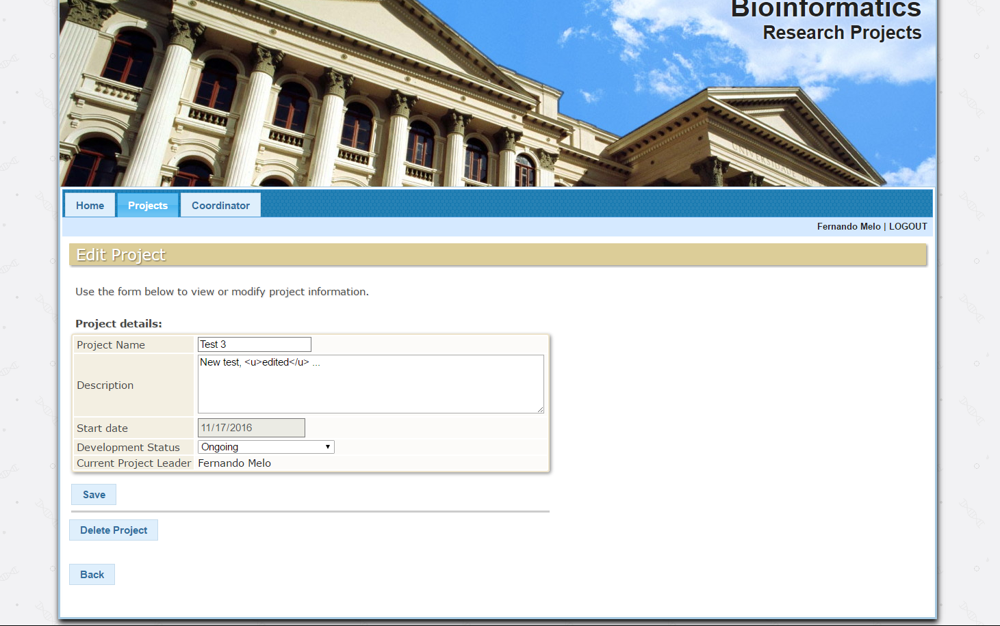 Bioinformatics
Research Projects
UNIVERSIDADE DO
Home Projects Coordinator
Fernando Melo | LOGOUT
Edit Project
Use the form below to view or modify project information.
Project details:
Project Name Test 3
Description New test, <u>edited</u> ...
Start date 11/17/2016
Development Status Ongoing
Current Project Leader Fernando Melo
Save
Delete Project
Back